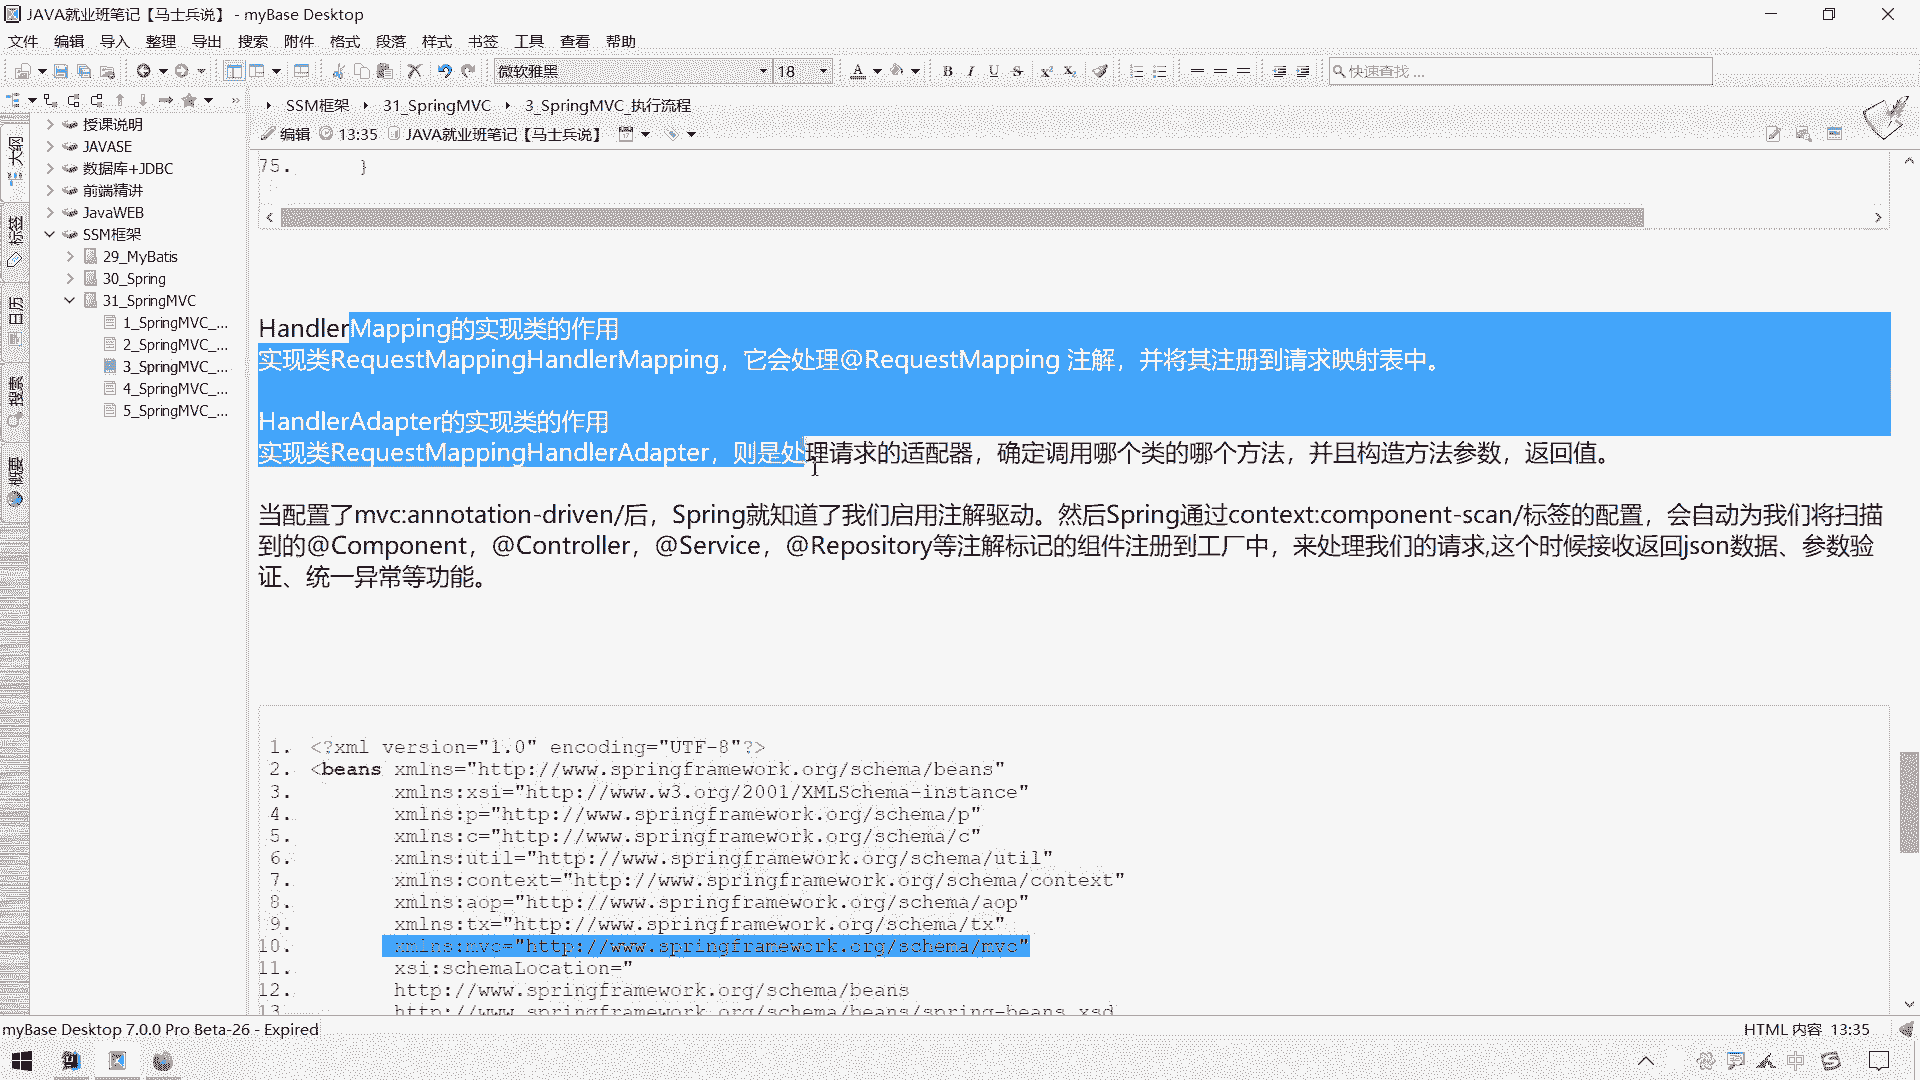 JAVA就业班笔记【马士兵说】 - myBase Desktop
文件 编辑 导入 整理 导出 搜索 附件 格式 段落 样式 书签 工具 查看 帮助
微软雅黑 18 快速查找 ...
SSM框架 31_SpringMVC 3_SpringMVC_执行流程
编辑 13:35 JAVA就业班笔记【马士兵说】
大纲
标签
日历
搜索
概要
授课说明
JAVASE
数据库+JDBC
前端精讲
JavaWEB
SSM框架
29_MyBatis
30_Spring
31_SpringMVC
1_SpringMVC_...
2_SpringMVC_...
3_SpringMVC_...
4_SpringMVC_...
5_SpringMVC_...
75. }
HandlerMapping的实现类的作用
实现类RequestMappingHandlerMapping，它会处理@RequestMapping 注解，并将其注册到请求映射表中。
HandlerAdapter的实现类的作用
实现类RequestMappingHandlerAdapter，则是处理请求的适配器，确定调用哪个类的哪个方法，并且构造方法参数，返回值。
当配置了mvc:annotation-driven/后，Spring就知道了我们启用注解驱动。然后Spring通过context:component-scan/标签的配置，会自动为我们将扫描
到的@Component，@Controller，@Service，@Repository等注解标记的组件注册到工厂中，来处理我们的请求,这个时候接收返回json数据、参数验
证、统一异常等功能。
1. <?xml version="1.0" encoding="UTF-8"?>
2. <beans xmlns="http://www.springframework.org/schema/beans"
3. xmlns:xsi="http://www.w3.org/2001/XMLSchema-instance"
4. xmlns:p="http://www.springframework.org/schema/p"
5. xmlns:c="http://www.springframework.org/schema/c"
6. xmlns:util="http://www.springframework.org/schema/util"
7. xmlns:context="http://www.springframework.org/schema/context"
8. xmlns:aop="http://www.springframework.org/schema/aop"
9. xmlns:tx="http://www.springframework.org/schema/tx"
10. xmlns:mvc="http://www.springframework.org/schema/mvc"
11. xsi:schemaLocation="
12. http://www.springframework.org/schema/beans
13. http://www.springframework.org/schema/beans/spring-beans.xsd
myBase Desktop 7.0.0 Pro Beta-26 - Expired
HTML 内容 13:35
中